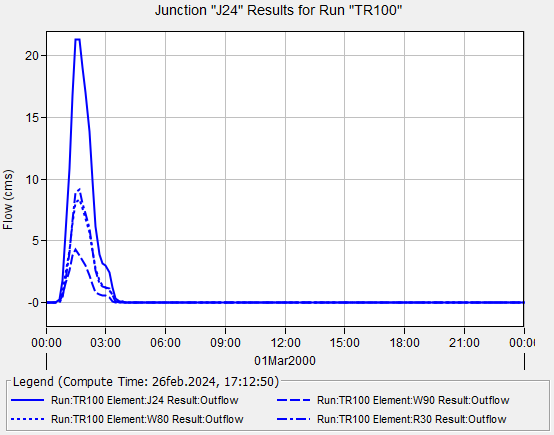 Junction "J24" Results for Run "TR100"
20
15
10
5
-0
Flow (cms)
00:00 03:00 06:00 09:00 12:00 15:00 18:00 21:00 00:00
01Mar2000
Legend (Compute Time: 26feb.2024, 17:12:50)
Run:TR100 Element:J24 Result:Outflow Run:TR100 Element:W90 Result:Outflow
Run:TR100 Element:W80 Result:Outflow Run:TR100 Element:R30 Result:Outflow